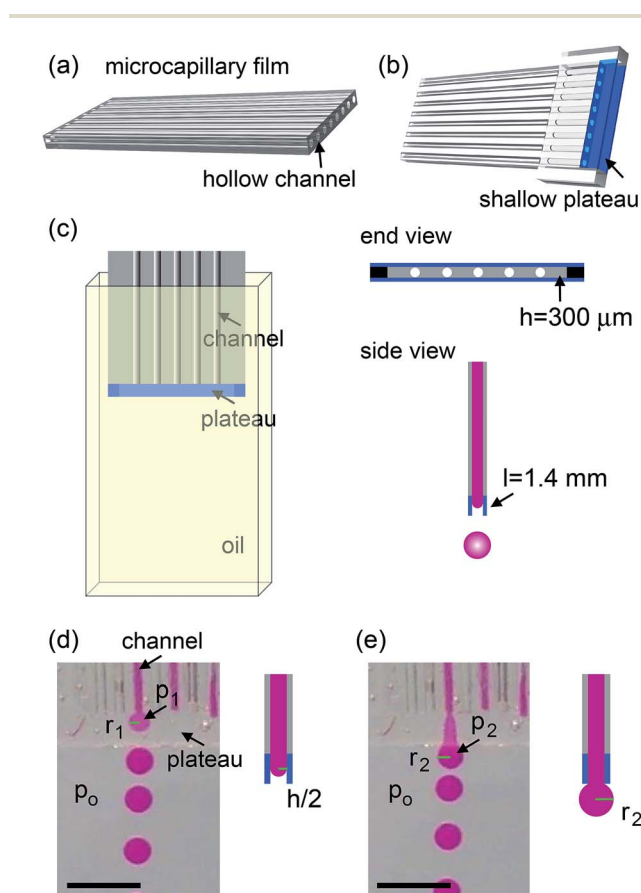 (a)
microcapillary film
hollow channel
(b)
shallow plateau
(c)
channel
plateau
oil
end view
h=300 μm
side view
l=1.4 mm
(d)
channel
p₁
r₁
plateau
pₒ
h/2
(e)
p₂
r₂
pₒ
r₂